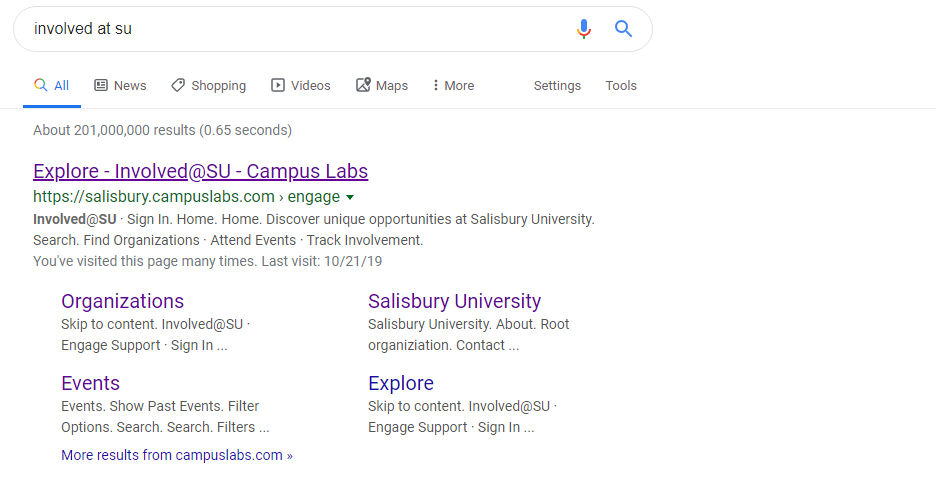 involved at su
All News Shopping Videos Maps More Settings Tools
About 201,000,000 results (0.65 seconds)
Explore - Involved@SU - Campus Labs
https://salisbury.campuslabs.com › engage
Involved@SU · Sign In. Home. Home. Discover unique opportunities at Salisbury University.
Search. Find Organizations · Attend Events · Track Involvement.
You've visited this page many times. Last visit: 10/21/19
Organizations
Skip to content. Involved@SU ·
Engage Support · Sign In ...
Salisbury University
Salisbury University. About. Root
organiziation. Contact ...
Events
Events. Show Past Events. Filter
Options. Search. Search. Filters ...
Explore
Skip to content. Involved@SU ·
Engage Support · Sign In ...
More results from campuslabs.com »